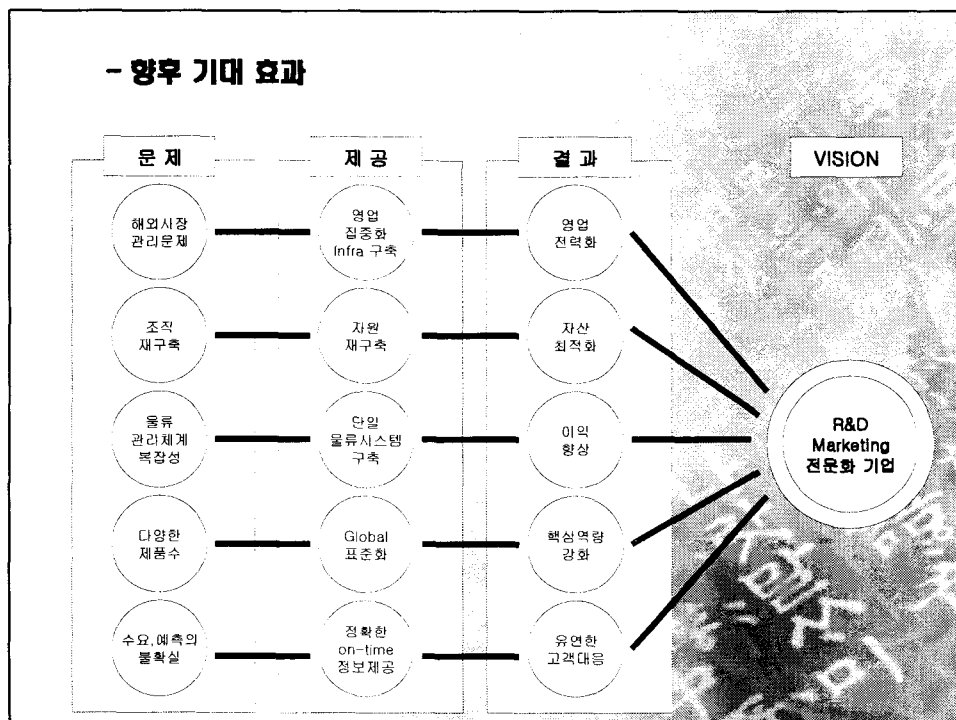 - 향후 기대 효과
문 제
제 공
결 과
VISION
해외시장
관리문제
영업
집중화
Infra 구축
영업
전력화
조직
재구축
자원
재구축
자산
최적화
물류
관리체계
복잡성
단일
물류시스템
구축
이익
향상
R&D
Marketing
전문화 기업
다양한
제품수
Global
표준화
핵심역량
강화
수요,예측의
불확실
정확한
on-time
정보제공
유연한
고객대응